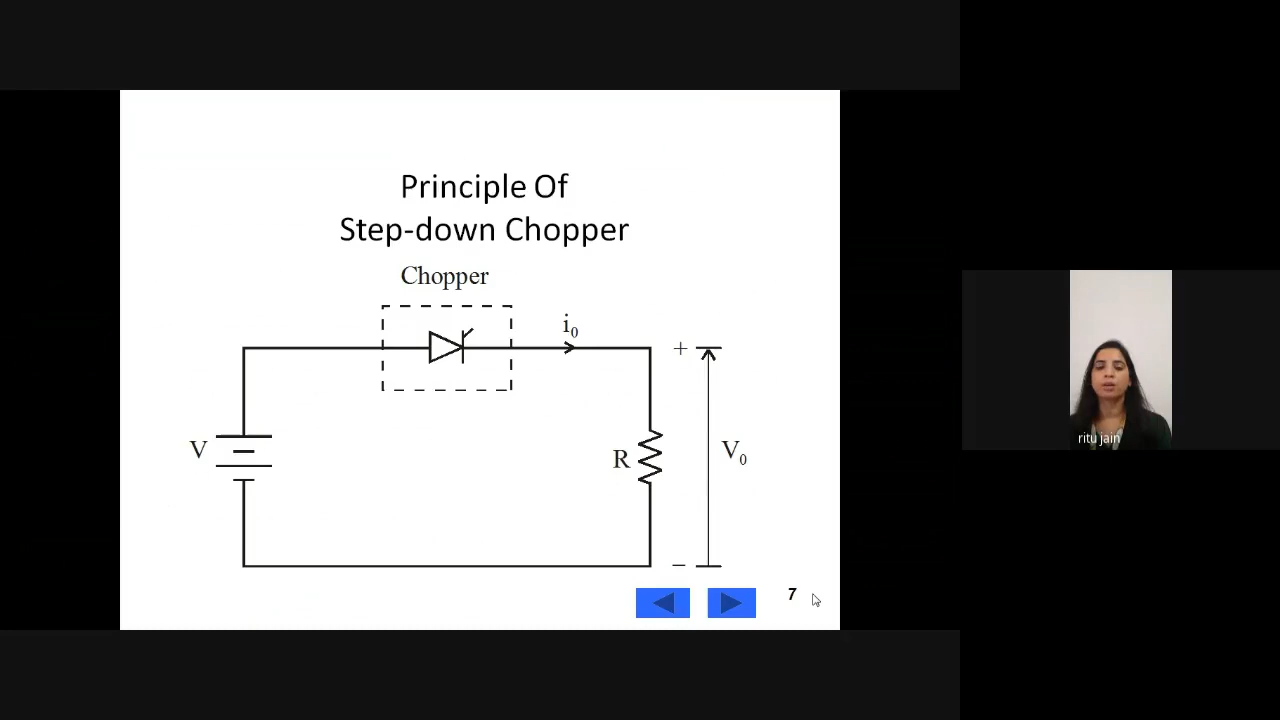 Principle Of
Step-down Chopper
Chopper
i₀
+
V
R
V₀
−
7
ritu jain